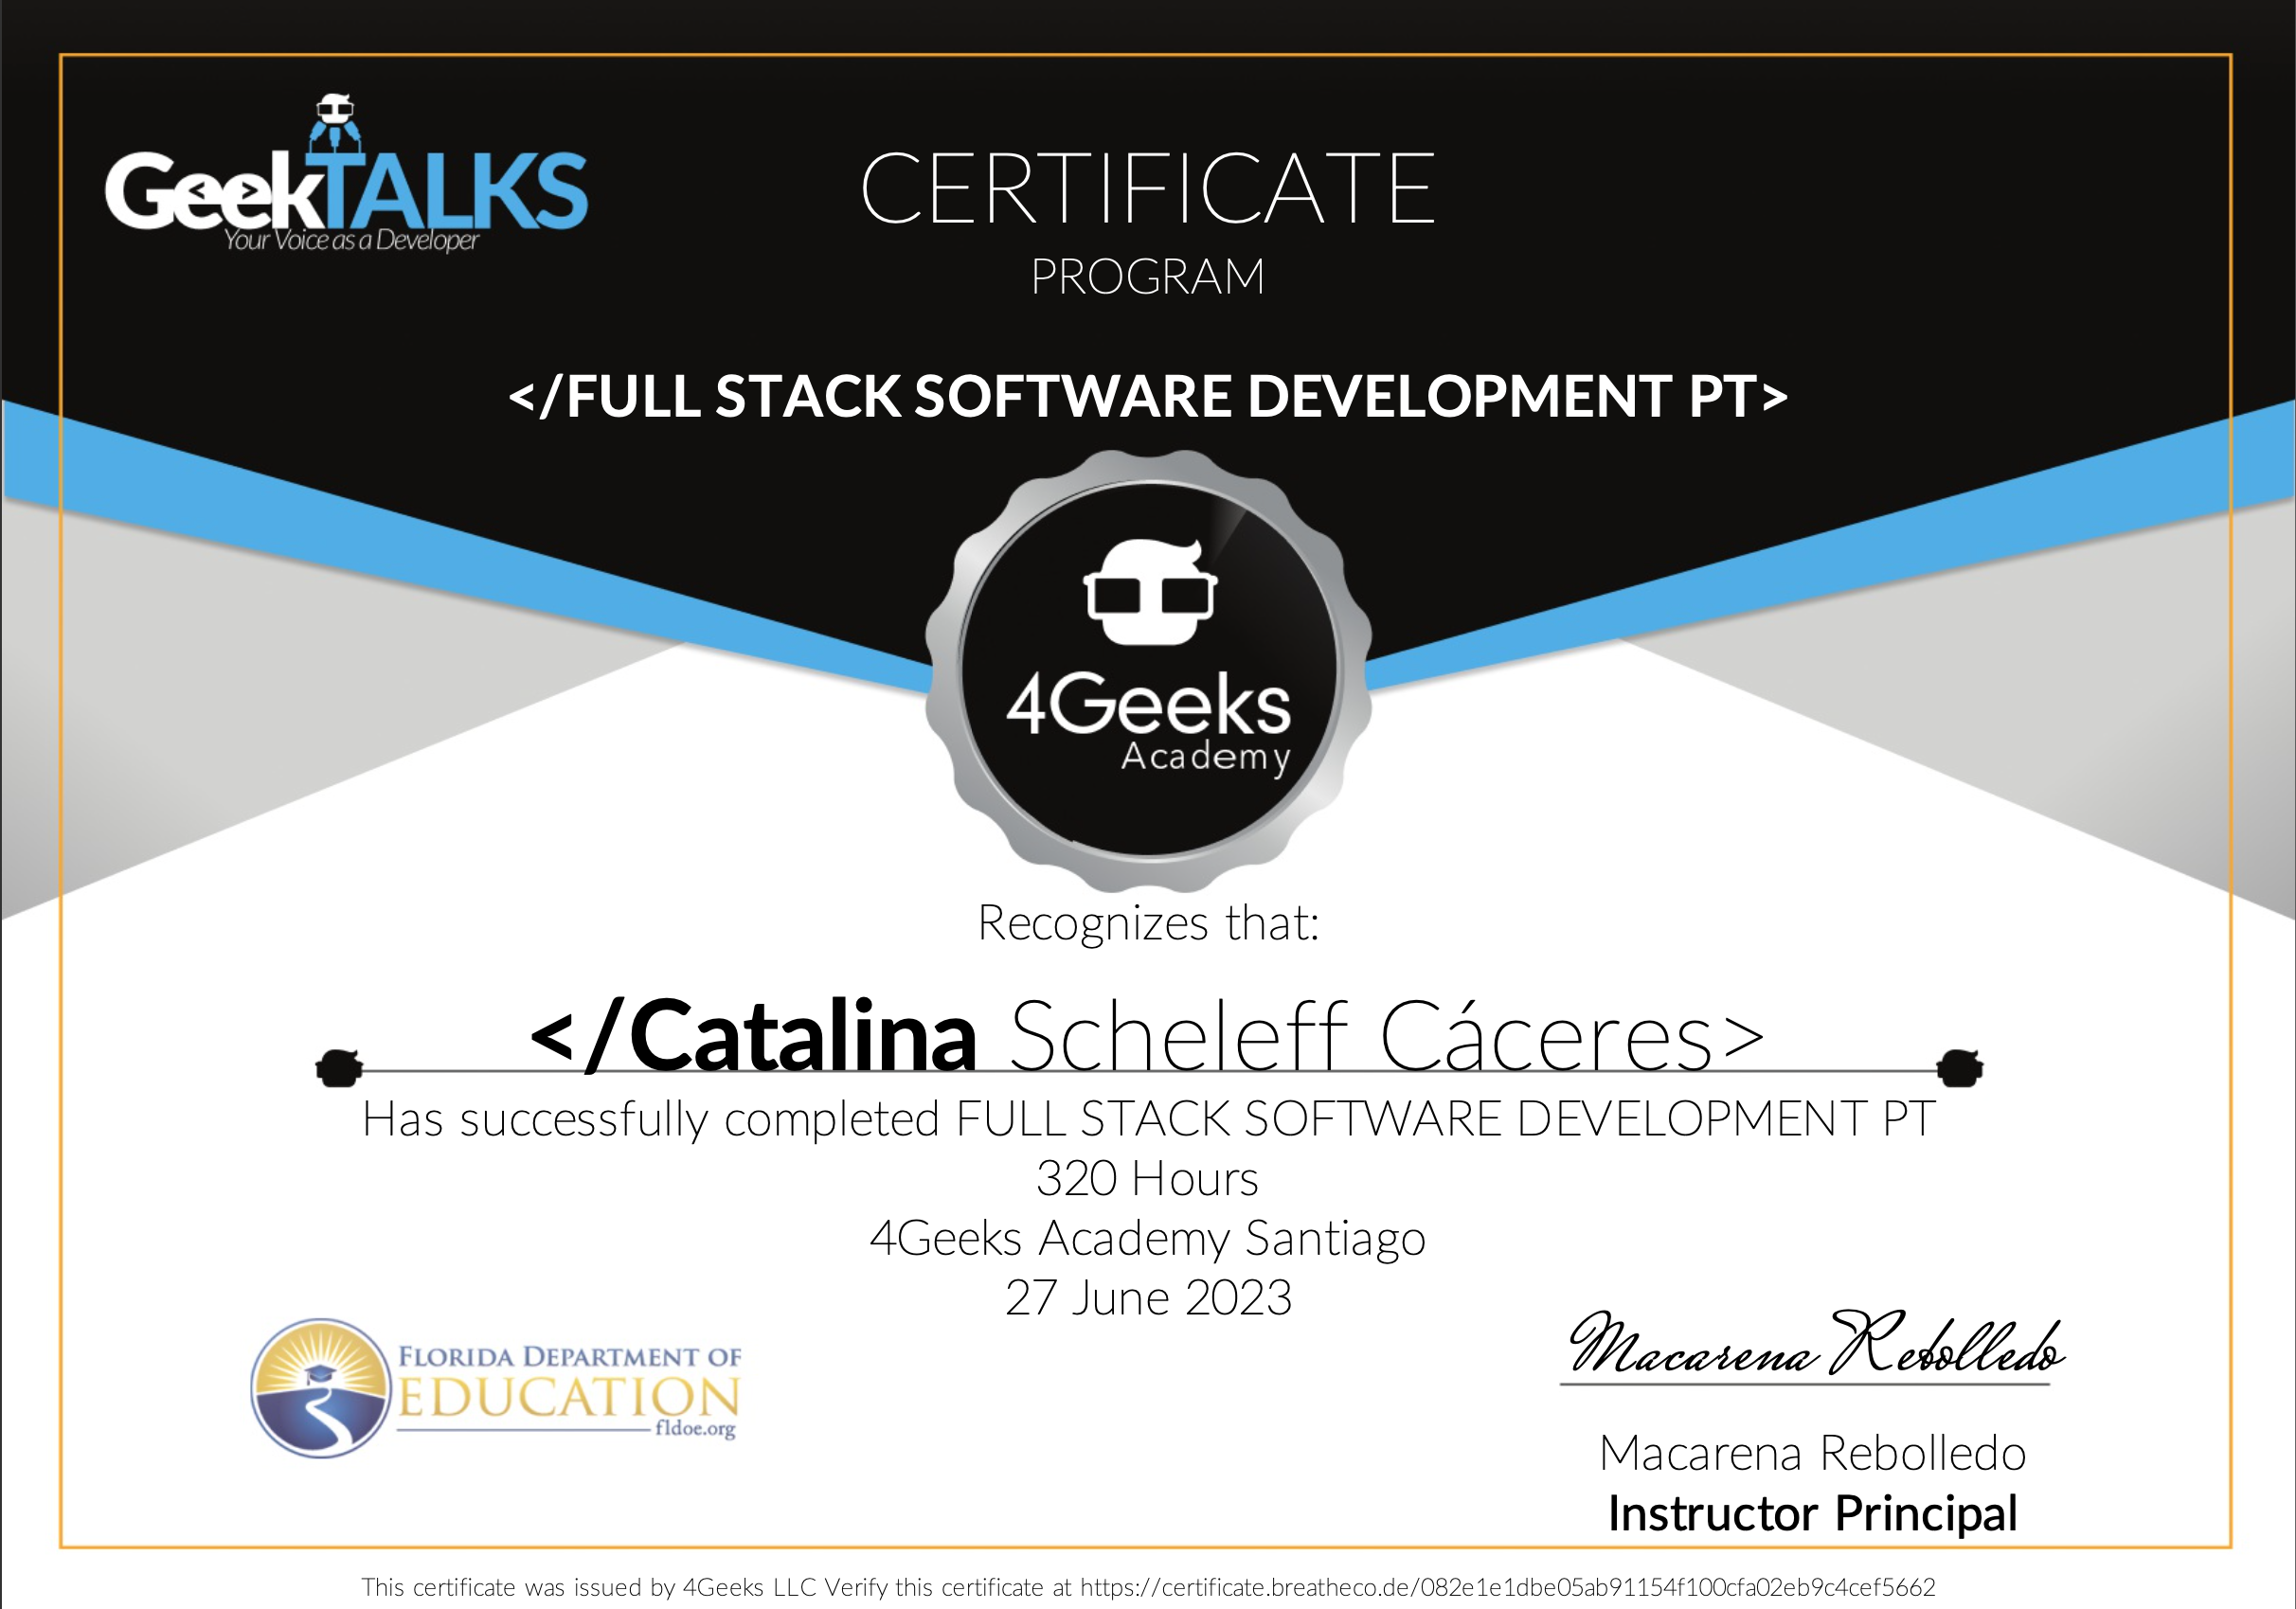 GeekTALKS
Your Voice as a Developer
CERTIFICATE
PROGRAM
</FULL STACK SOFTWARE DEVELOPMENT PT>
4Geeks
Academy
Recognizes that:
</Catalina Scheleff Cáceres>
Has successfully completed FULL STACK SOFTWARE DEVELOPMENT PT
320 Hours
4Geeks Academy Santiago
27 June 2023
FLORIDA DEPARTMENT OF
EDUCATION
fldoe.org
Macarena Rebolledo
Macarena Rebolledo
Instructor Principal
This certificate was issued by 4Geeks LLC Verify this certificate at https://certificate.breatheco.de/082e1e1dbe05ab91154f100cfa02eb9c4cef5662